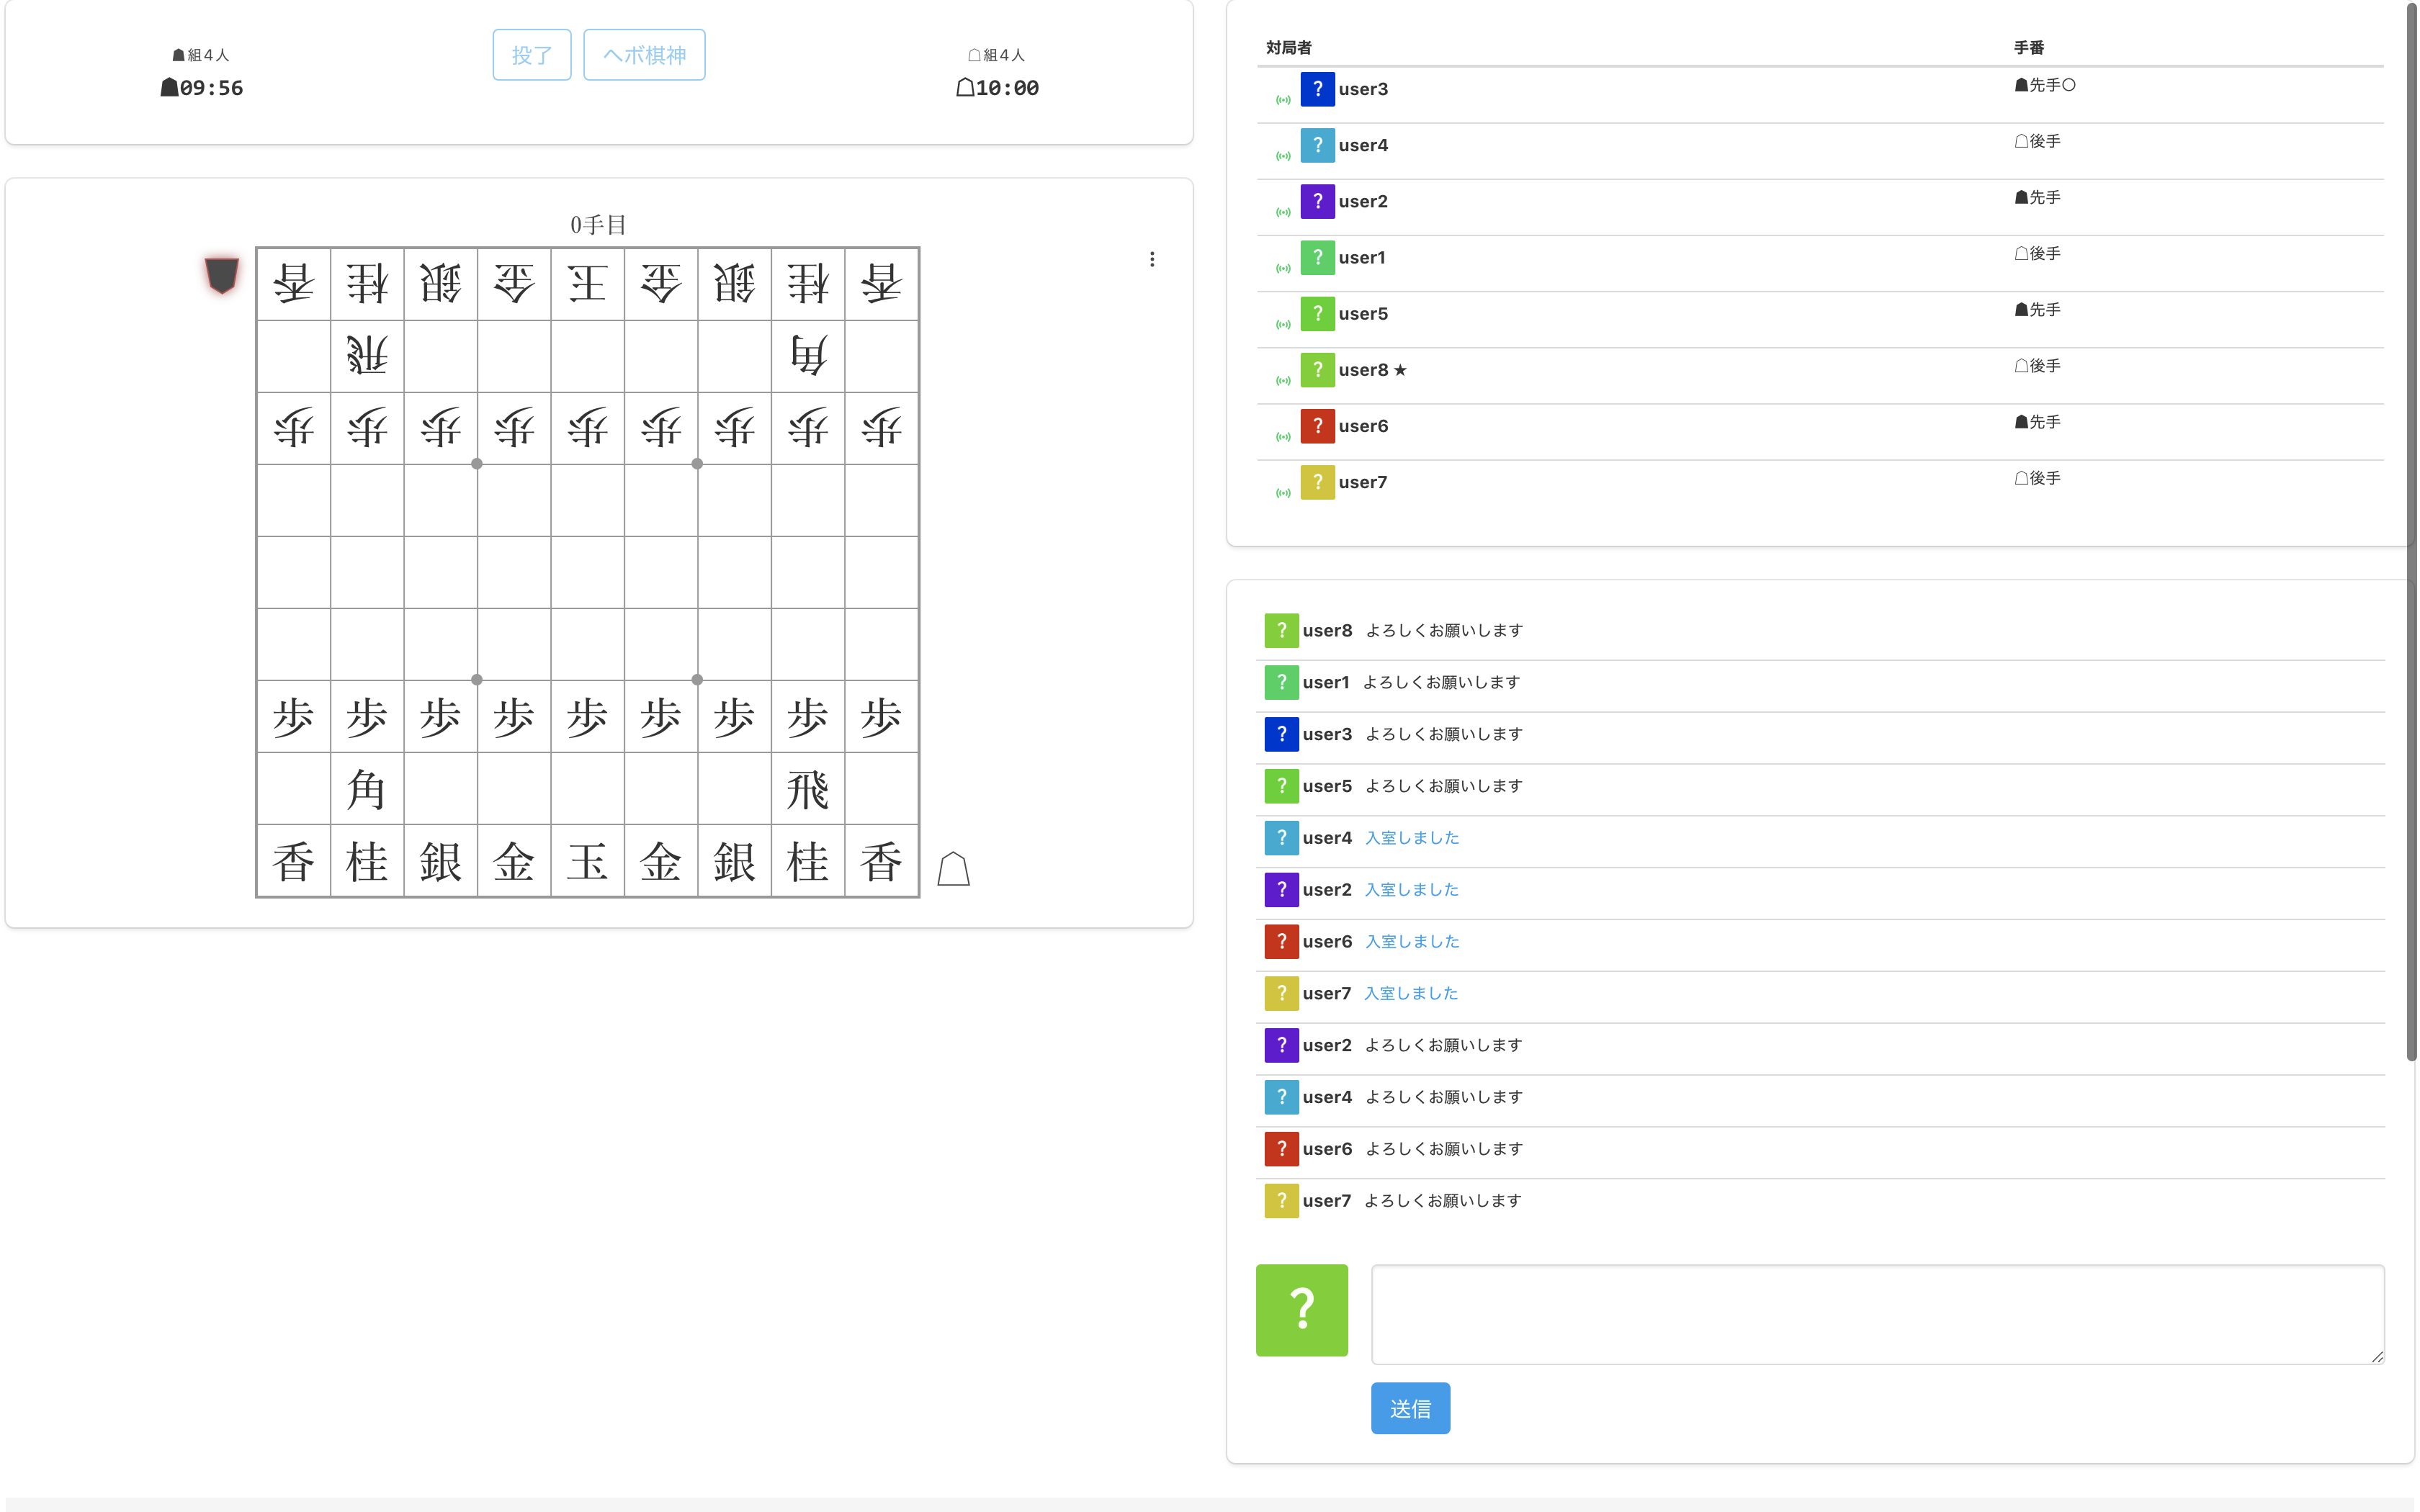 ☗組4人
☗09:56
投了
ヘボ棋神
☖組4人
☖10:00
0手目
香桂銀金王金銀桂香
飛角
歩歩歩歩歩歩歩歩歩
歩歩歩歩歩歩歩歩歩
角飛
香桂銀金玉金銀桂香
対局者 手番
? user3 ☗先手○
? user4 ☖後手
? user2 ☗先手
? user1 ☖後手
? user5 ☗先手
? user8 ★ ☖後手
? user6 ☗先手
? user7 ☖後手
? user8 よろしくお願いします
? user1 よろしくお願いします
? user3 よろしくお願いします
? user5 よろしくお願いします
? user4 入室しました
? user2 入室しました
? user6 入室しました
? user7 入室しました
? user2 よろしくお願いします
? user4 よろしくお願いします
? user6 よろしくお願いします
? user7 よろしくお願いします
?
送信